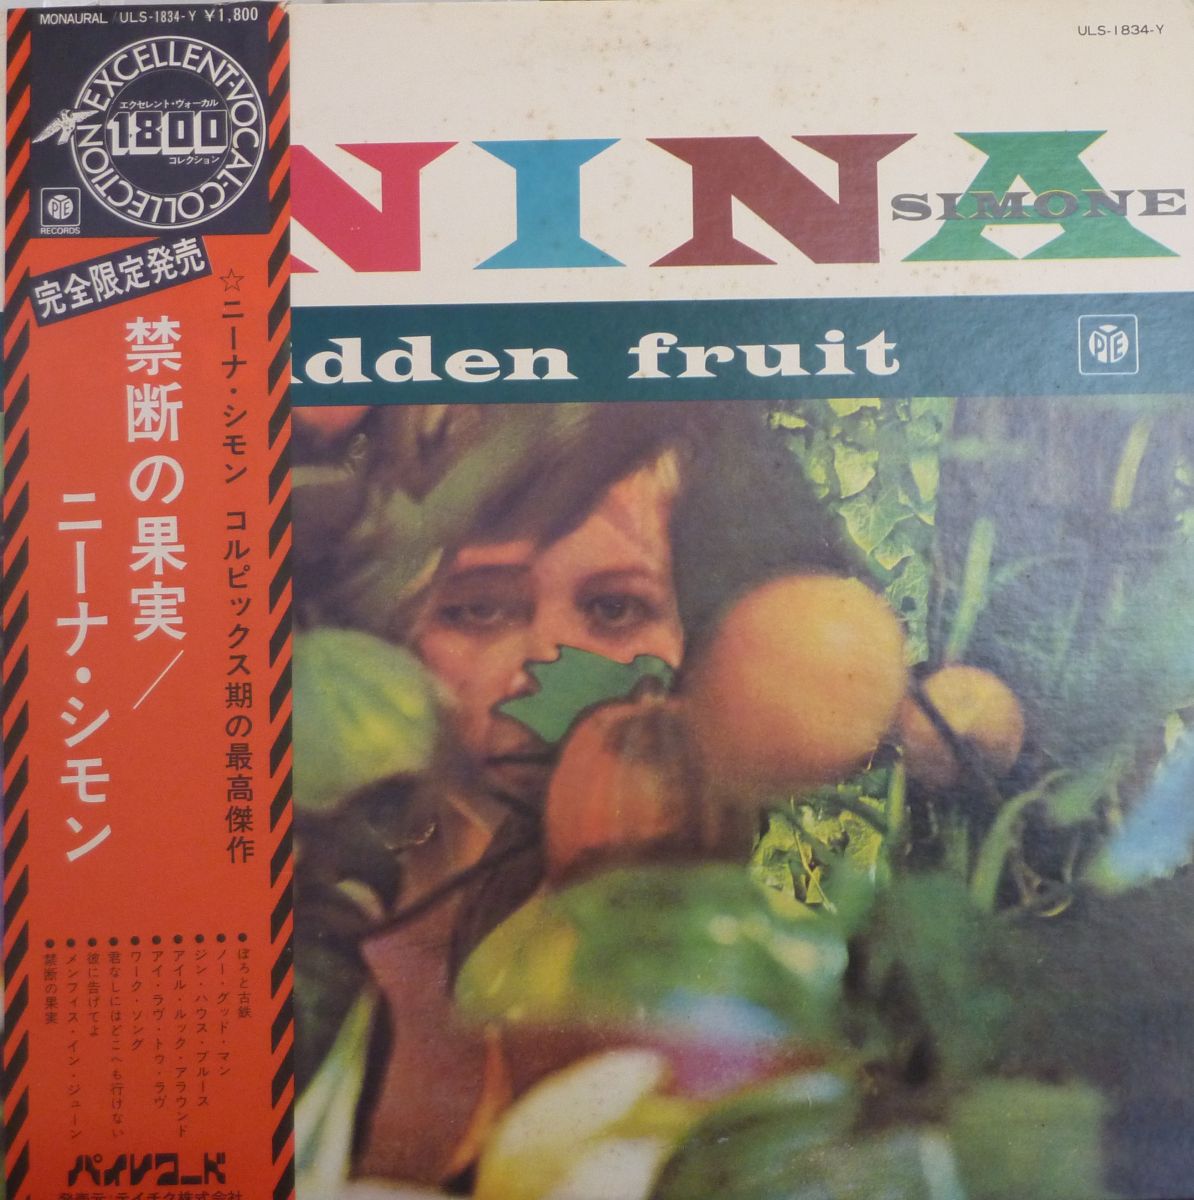 MONAURAL / ULS-1834-Y ¥1,800
EXCELLENT-VOCAL-COLLECTION
エクセレント・ヴォーカル
1800
コレクション
PYE
RECORDS
完全限定発売
☆ニーナ・シモン コルピックス期の最高傑作
禁断の果実/
ニーナ・シモン
●ぼろと古鉄
●ノー・グッド・マン
●ジン・ハウス・ブルース
●アイル・ルック・アラウンド
●アイ・ラヴ・トゥ・ラヴ
●ワーク・ソング
●君なしにはどこへも行けない
●彼に告げてよ
●メンフィス・イン・ジューン
●禁断の果実
パイレコード
発売元 テイチク株式会社
ULS-1834-Y
NINA
SIMONE
idden fruit
PYE